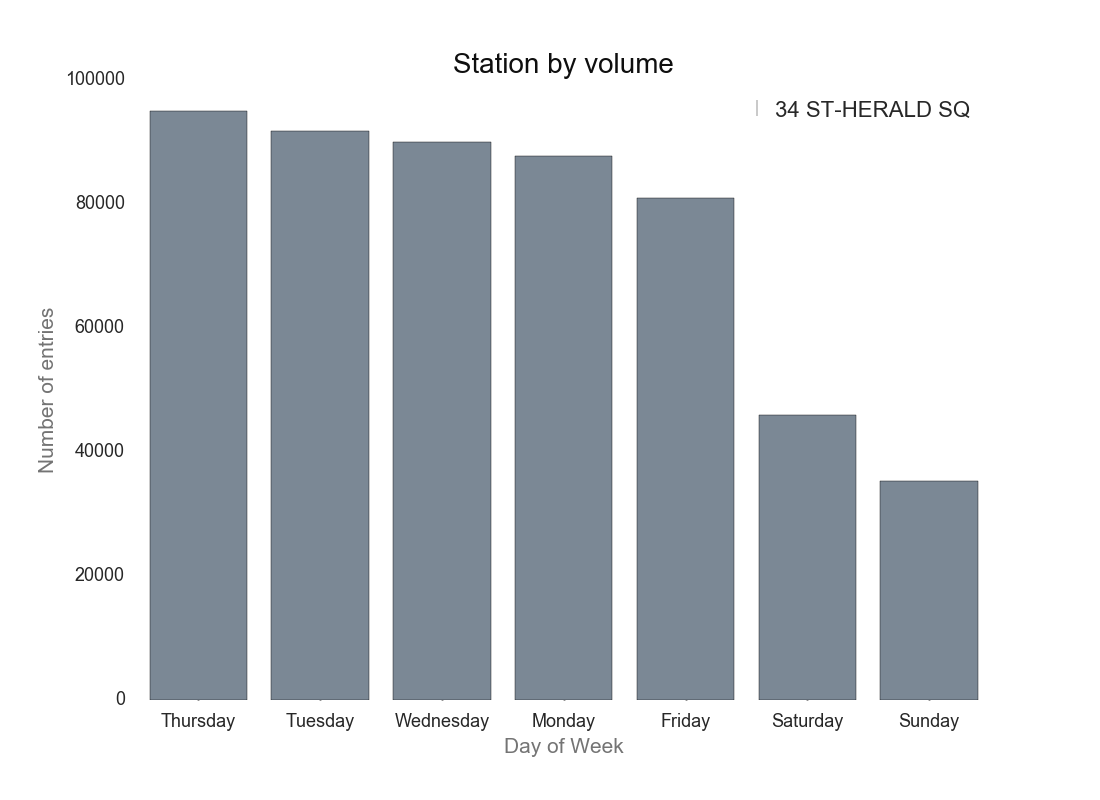 Station by volume
34 ST-HERALD SQ
100000
80000
60000
40000
20000
0
Number of entries
Thursday Tuesday Wednesday Monday Friday Saturday Sunday
Day of Week